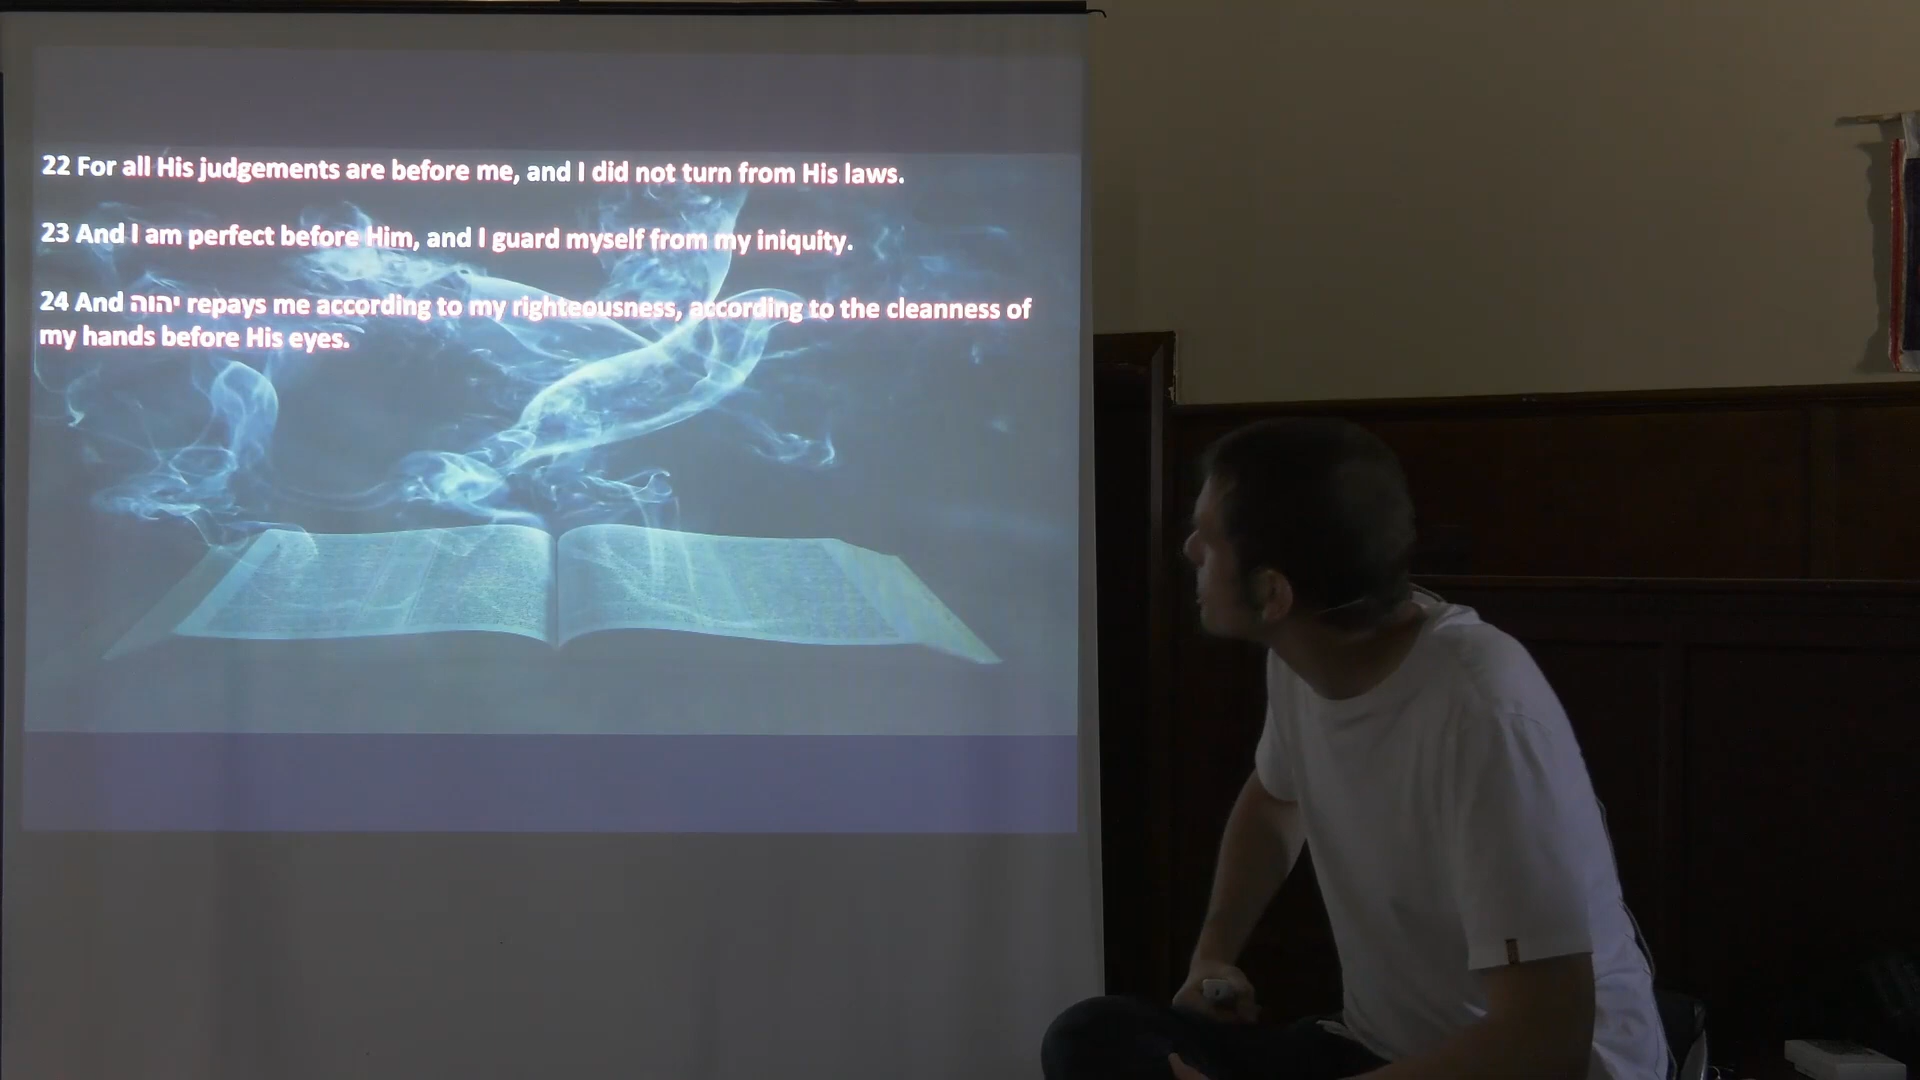 22 For all His judgements are before me, and I did not turn from His laws.
23 And I am perfect before Him, and I guard myself from my iniquity.
24 And יהוה repays me according to my righteousness, according to the cleanness of
my hands before His eyes.